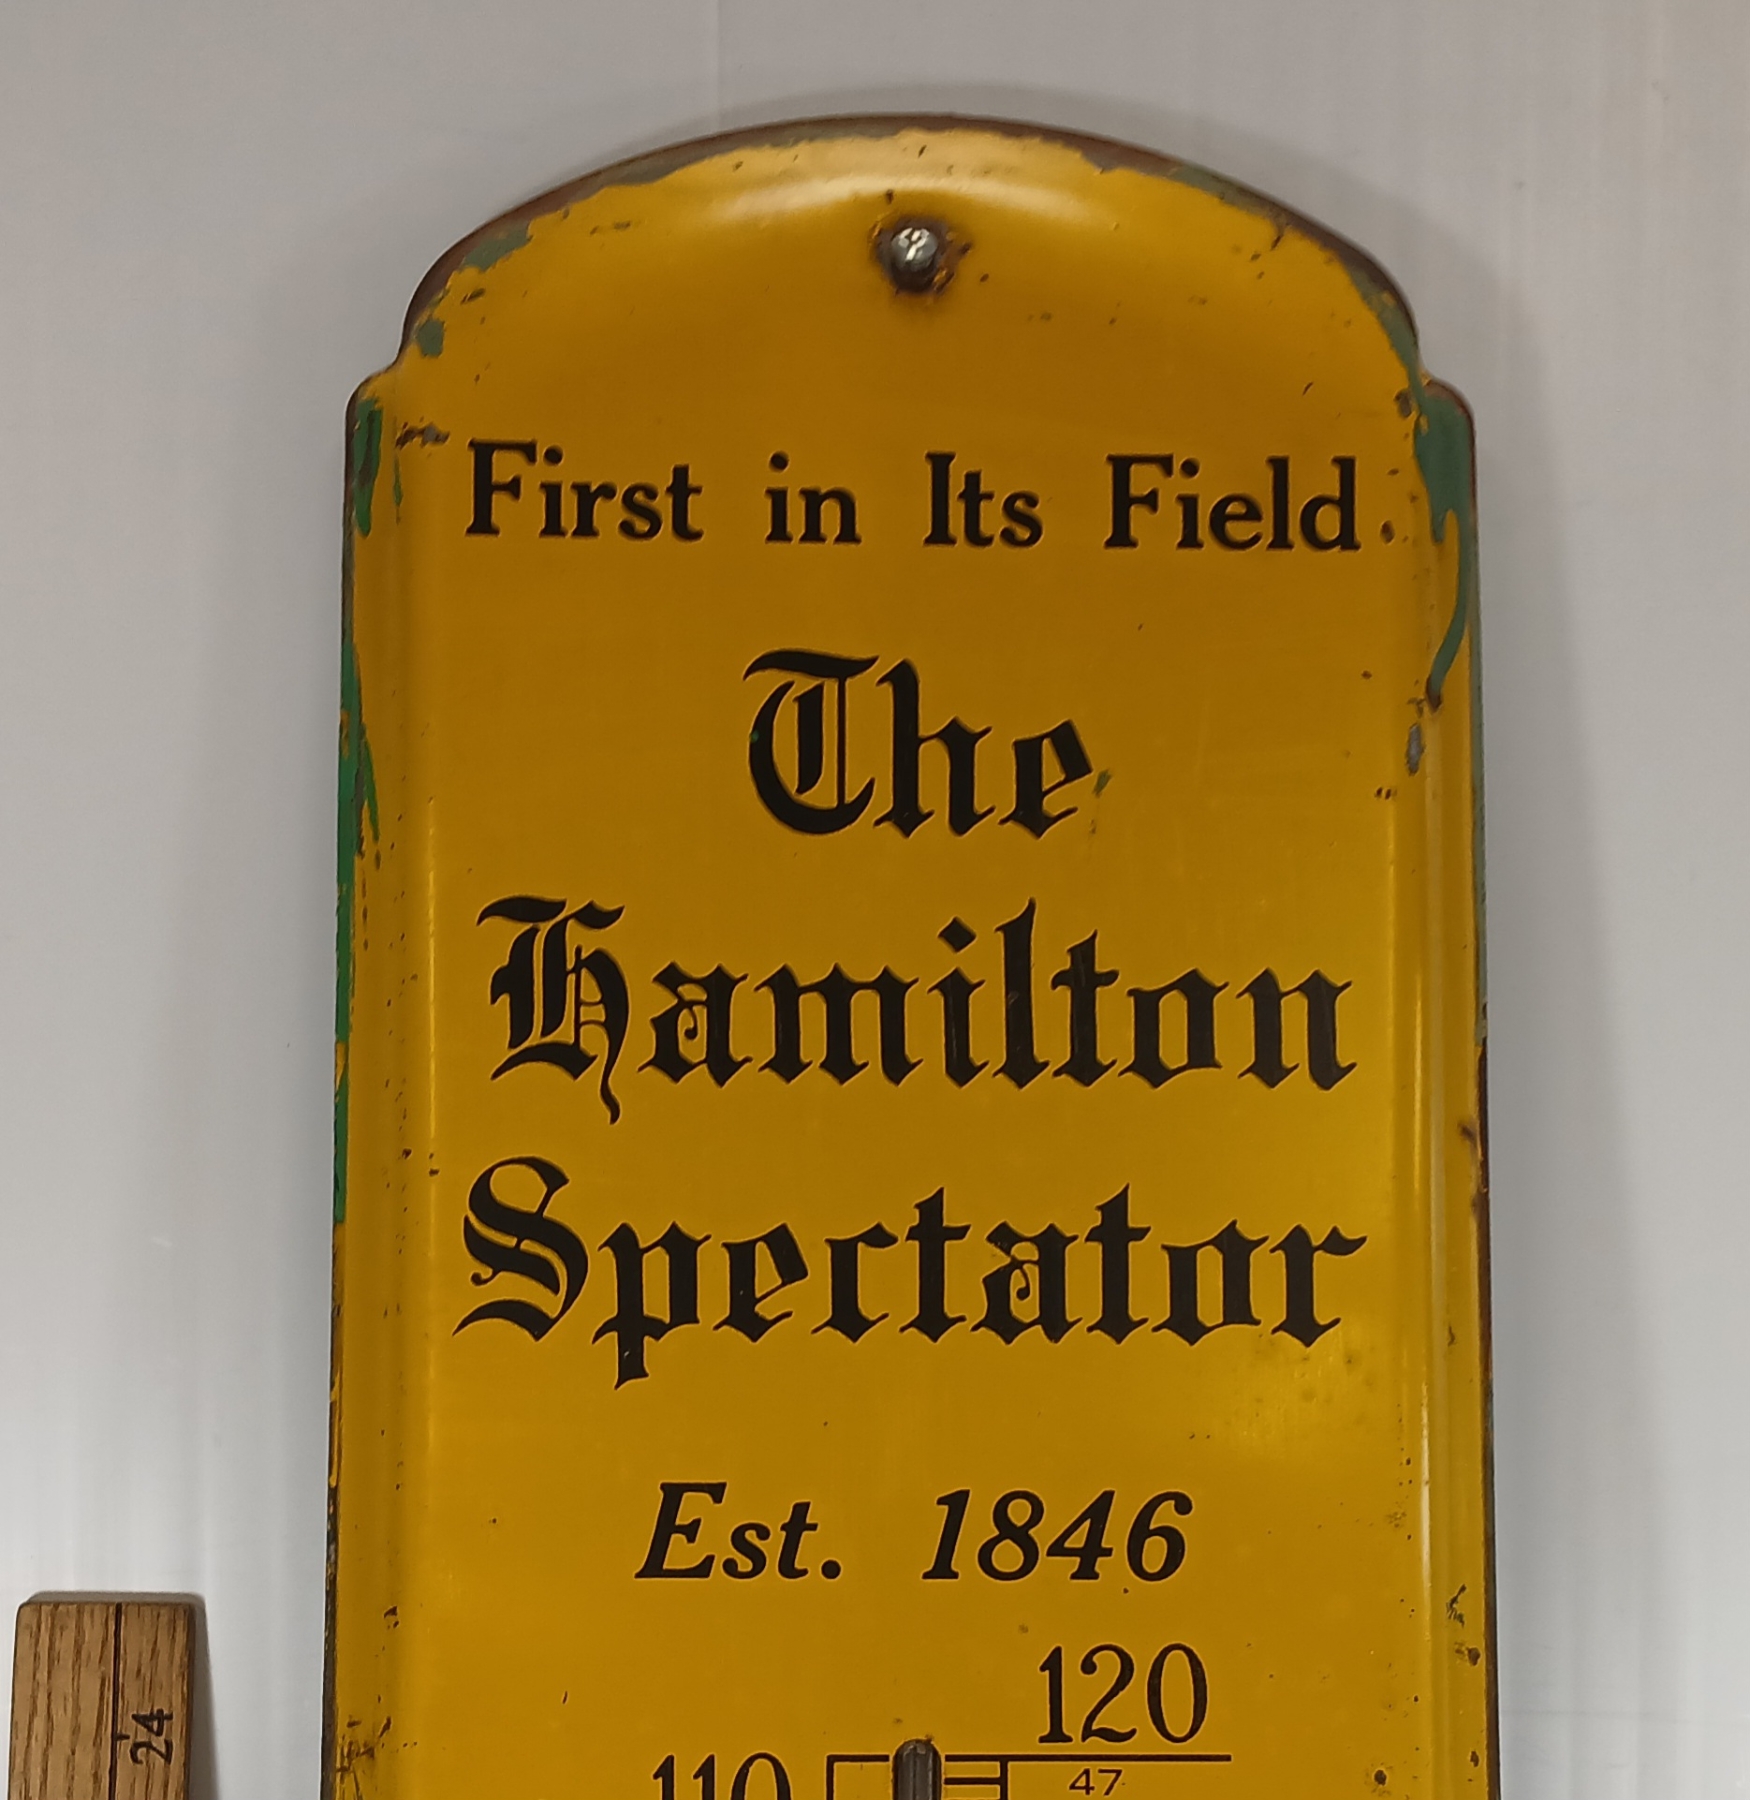 First in Its Field.
The
Hamilton
Spectator
Est. 1846
120
110
47
24